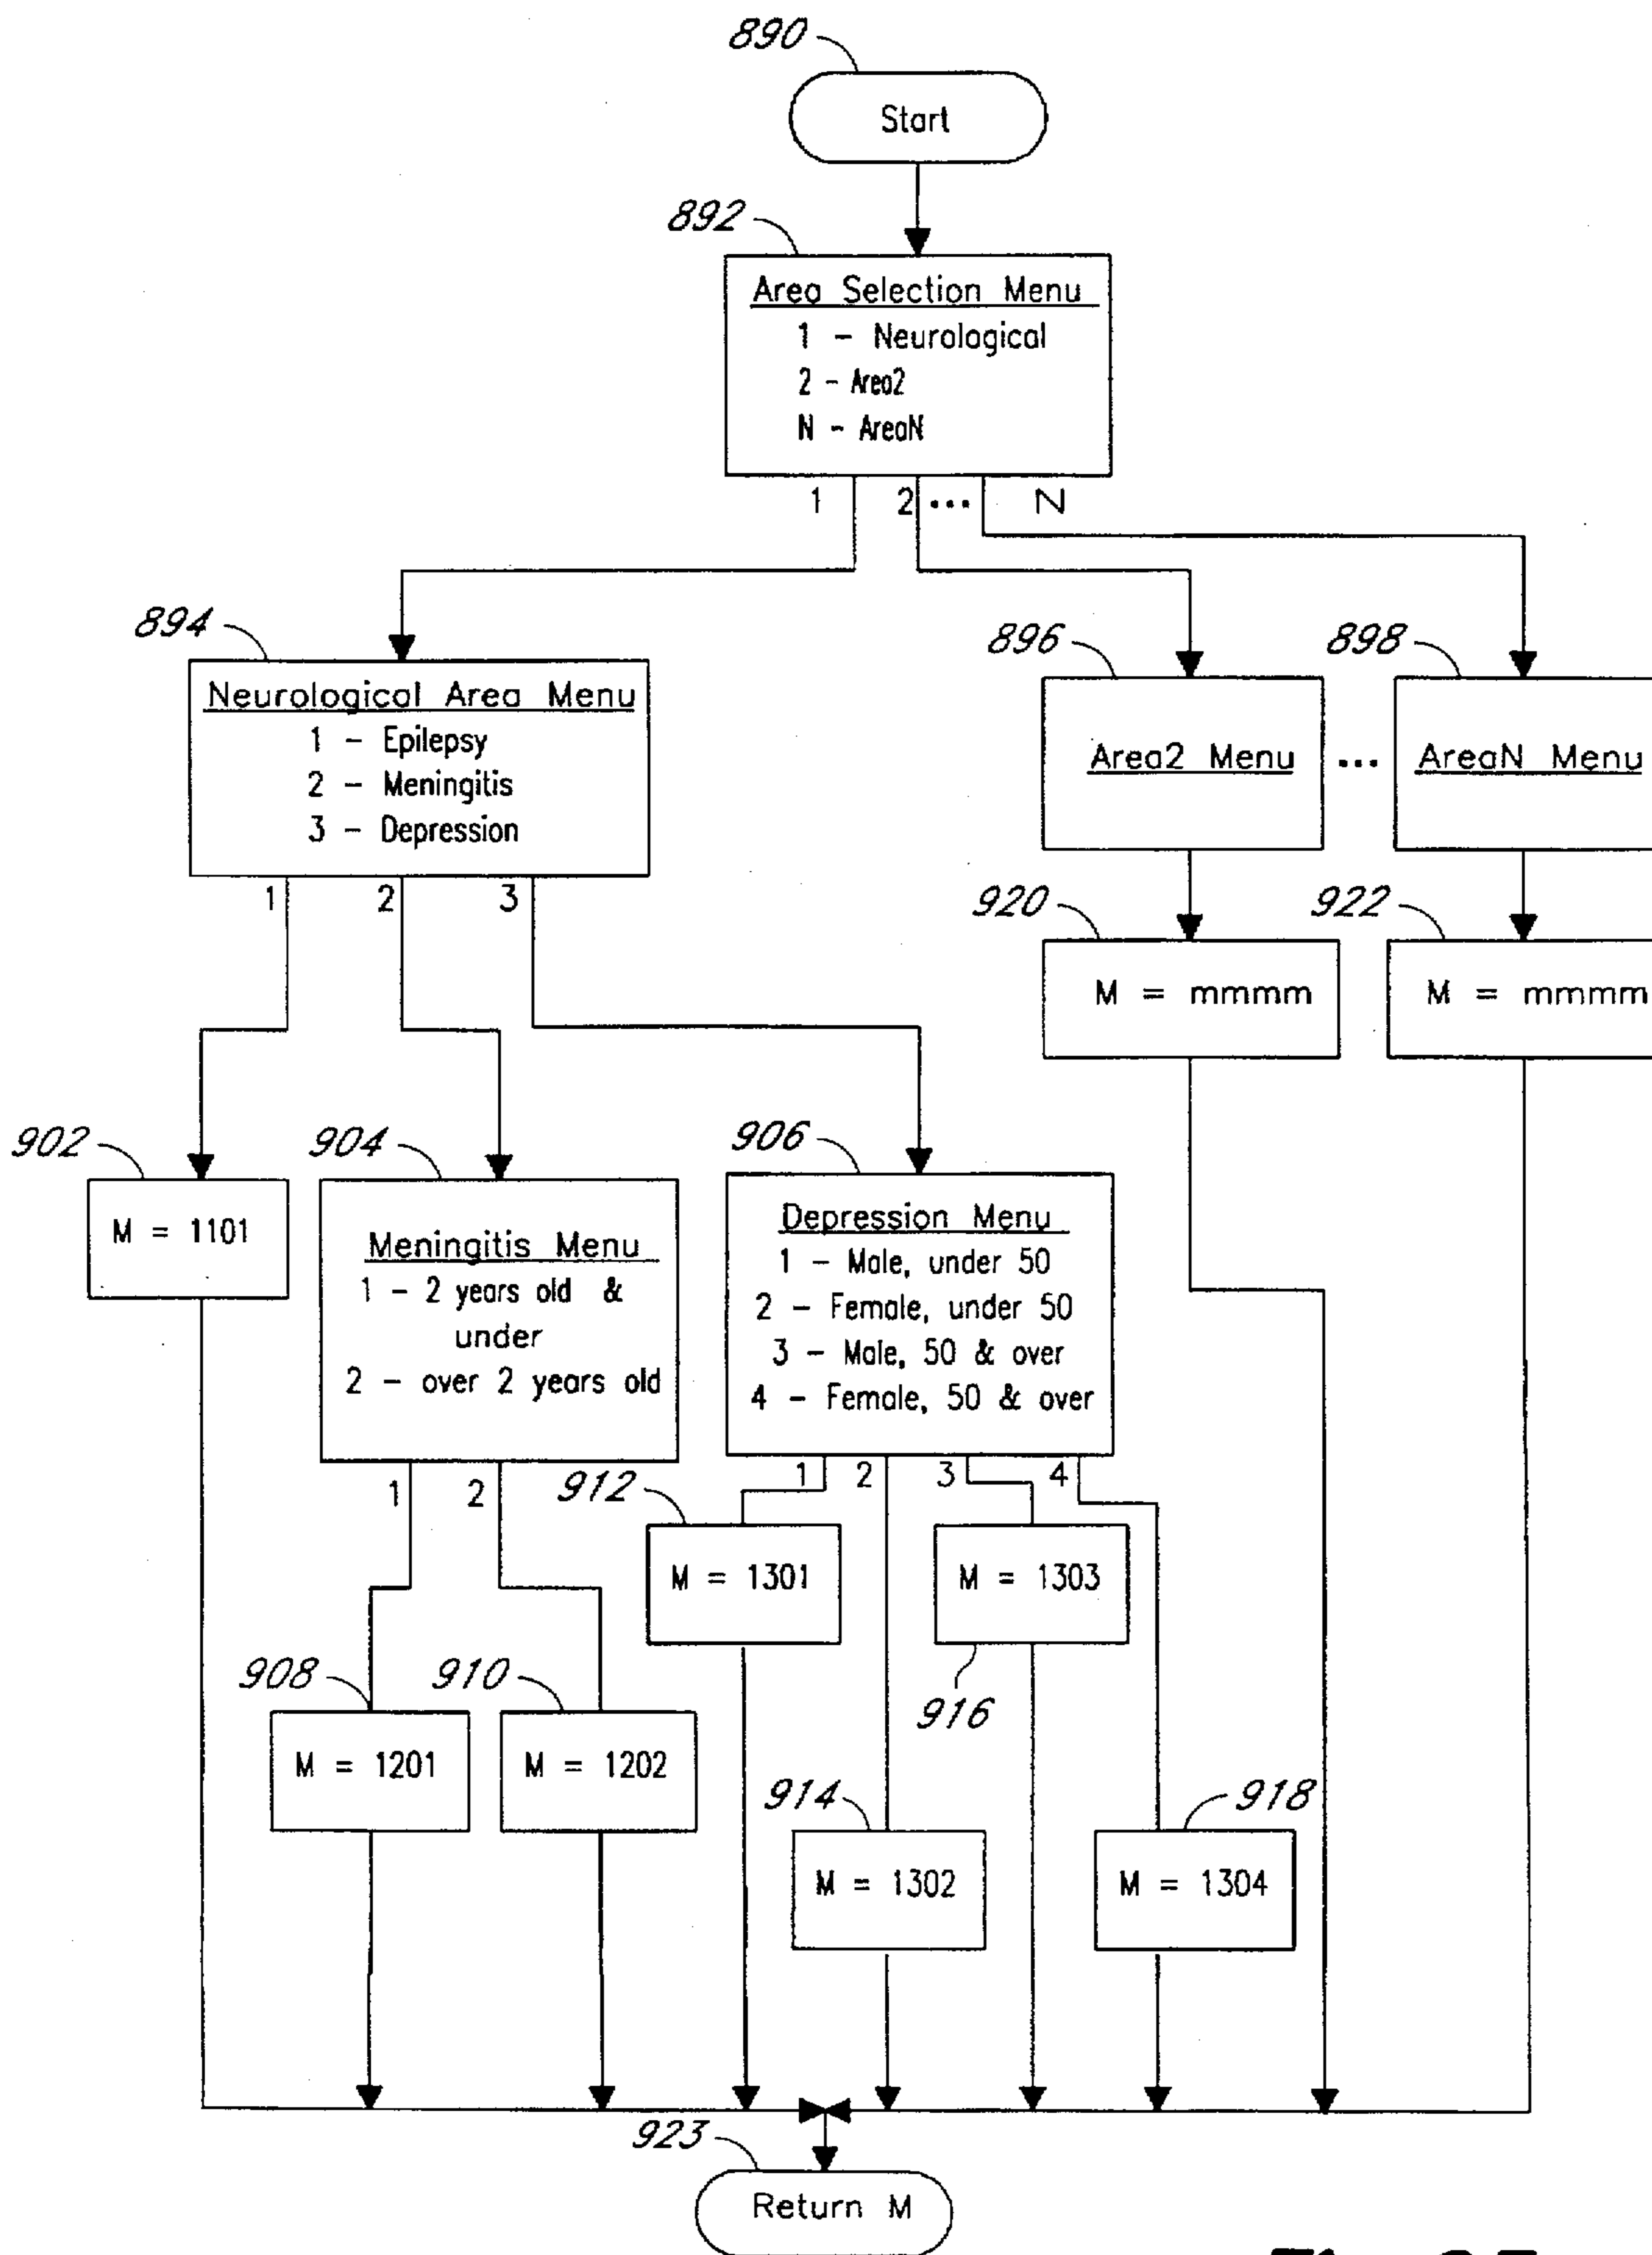 890
Start
892
Area Selection Menu
1 - Neurological
2 - Area2
N - AreaN
1 2 ... N
894
Neurological Area Menu
1 - Epilepsy
2 - Meningitis
3 - Depression
1 2 3
896
Area2 Menu
...
898
AreaN Menu
920
M = mmmm
922
M = mmmm
902
M = 1101
904
Meningitis Menu
1 - 2 years old &
under
2 - over 2 years old
1 2
906
Depression Menu
1 - Male, under 50
2 - Female, under 50
3 - Male, 50 & over
4 - Female, 50 & over
1 2 3 4
912
M = 1301
M = 1303
916
908
M = 1201
910
M = 1202
914
M = 1302
918
M = 1304
923
Return M